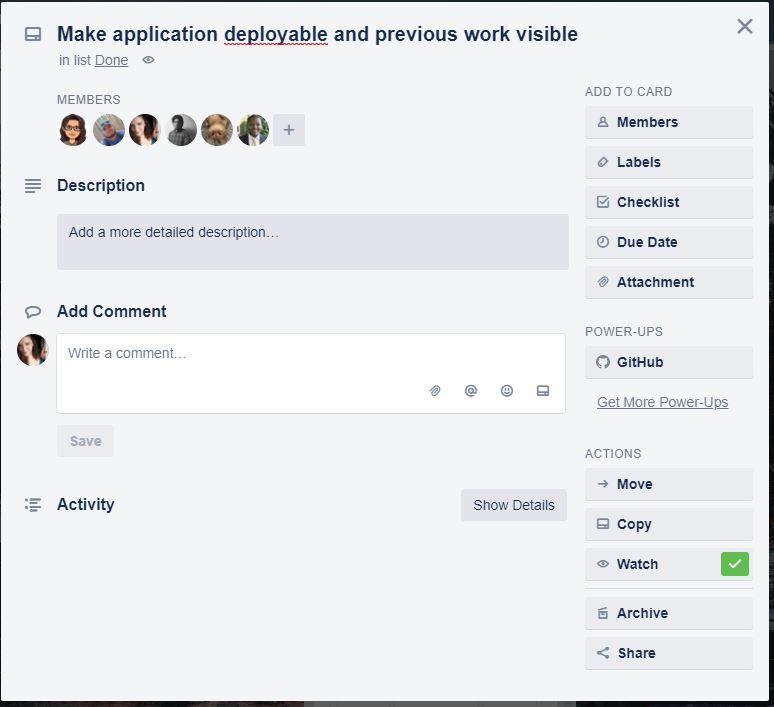 Make application deployable and previous work visible
in list Done
MEMBERS
Description
Add a more detailed description…
Add Comment
Write a comment…
Save
Activity
Show Details
ADD TO CARD
Members
Labels
Checklist
Due Date
Attachment
POWER-UPS
GitHub
Get More Power-Ups
ACTIONS
Move
Copy
Watch
Archive
Share